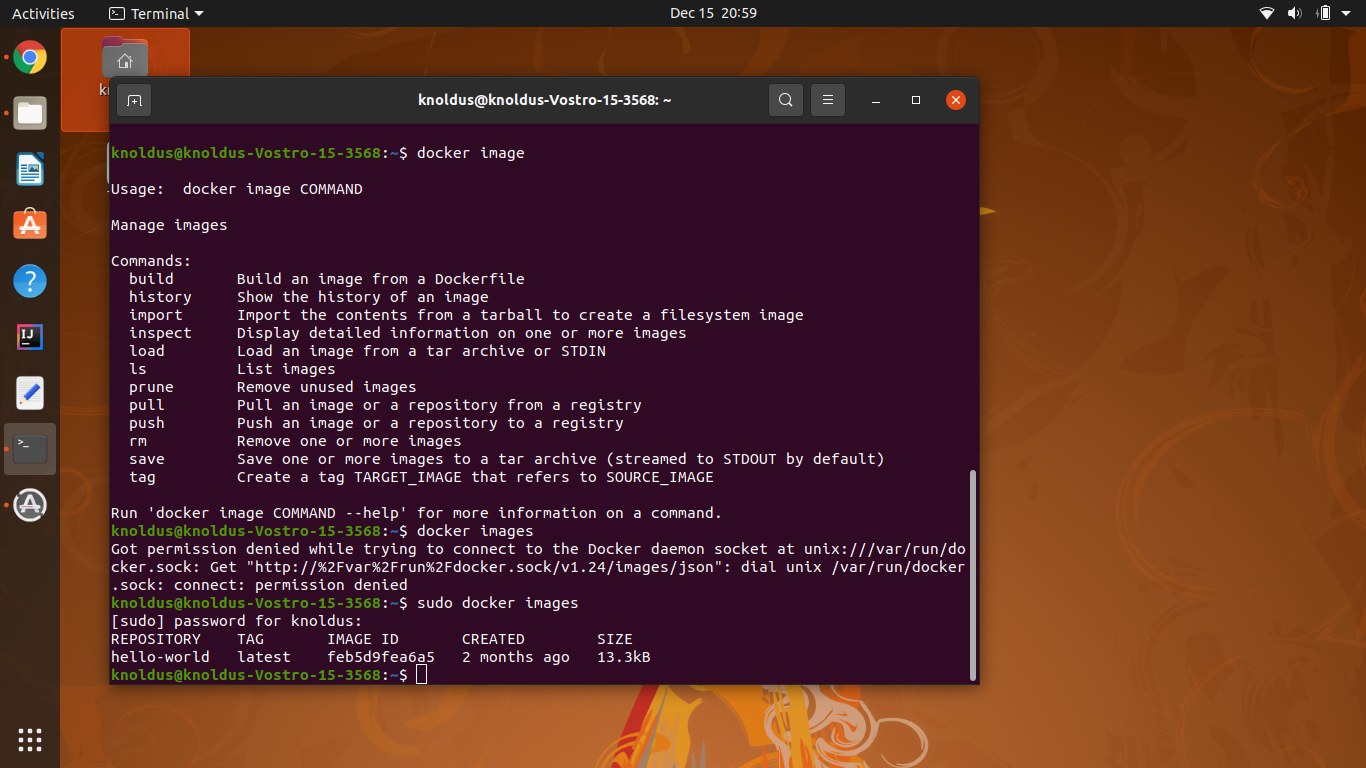 Activities Terminal Dec 15 20:59
knoldus@knoldus-Vostro-15-3568: ~
knoldus@knoldus-Vostro-15-3568:~$ docker image
Usage:  docker image COMMAND
Manage images
Commands:
  build       Build an image from a Dockerfile
  history     Show the history of an image
  import      Import the contents from a tarball to create a filesystem image
  inspect     Display detailed information on one or more images
  load        Load an image from a tar archive or STDIN
  ls          List images
  prune       Remove unused images
  pull        Pull an image or a repository from a registry
  push        Push an image or a repository to a registry
  rm          Remove one or more images
  save        Save one or more images to a tar archive (streamed to STDOUT by default)
  tag         Create a tag TARGET_IMAGE that refers to SOURCE_IMAGE
Run 'docker image COMMAND --help' for more information on a command.
knoldus@knoldus-Vostro-15-3568:~$ docker images
Got permission denied while trying to connect to the Docker daemon socket at unix:///var/run/do
cker.sock: Get "http://%2Fvar%2Frun%2Fdocker.sock/v1.24/images/json": dial unix /var/run/docker
.sock: connect: permission denied
knoldus@knoldus-Vostro-15-3568:~$ sudo docker images
[sudo] password for knoldus:
REPOSITORY    TAG       IMAGE ID       CREATED        SIZE
hello-world   latest    feb5d9fea6a5   2 months ago   13.3kB
knoldus@knoldus-Vostro-15-3568:~$
IJ